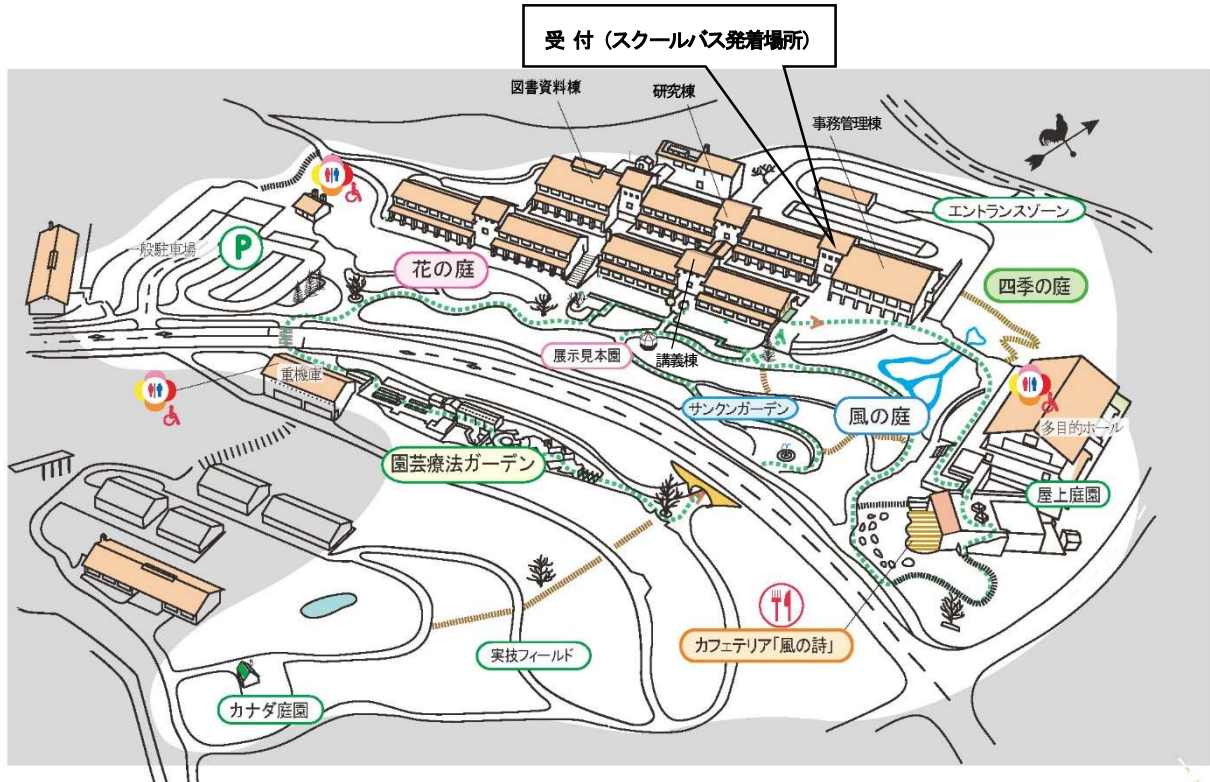 受 付（スクールバス発着場所）
図書資料棟
研究棟
事務管理棟
エントランスゾーン
一般駐車場
P
花の庭
四季の庭
展示見本園
講義棟
重機庫
サンクンガーデン
風の庭
多目的ホール
園芸療法ガーデン
屋上庭園
カフェテリア「風の詩」
実技フィールド
カナダ庭園